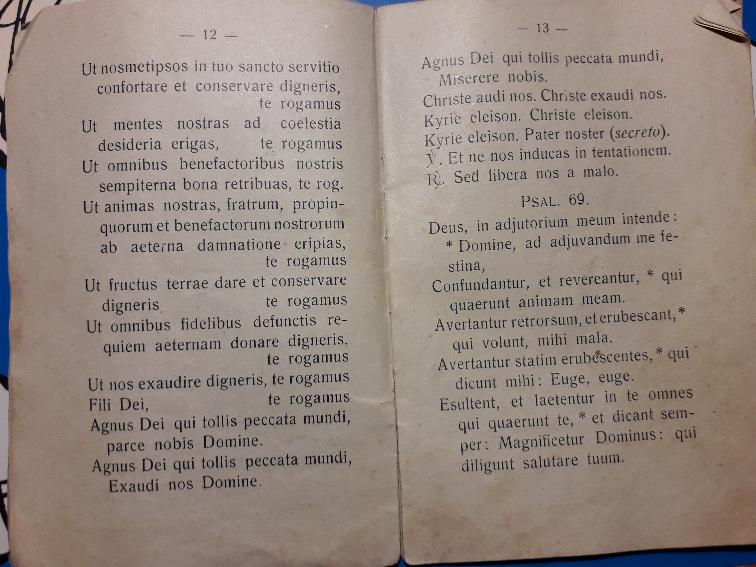 — 12 —
Ut nosmetipsos in tuo sancto servitio
confortare et conservare digneris,
te rogamus
Ut mentes nostras ad coelestia
desideria erigas, te rogamus
Ut omnibus benefactoribus nostris
sempiterna bona retribuas, te rog.
Ut animas nostras, fratrum, propin-
quorum et benefactorum nostrorum
ab aeterna damnatione eripias,
te rogamus
Ut fructus terrae dare et conservare
digneris, te rogamus
Ut omnibus fidelibus defunctis re-
quiem aeternam donare digneris,
te rogamus
Ut nos exaudire digneris, te rogamus
Fili Dei, te rogamus
Agnus Dei qui tollis peccata mundi,
parce nobis Domine.
Agnus Dei qui tollis peccata mundi,
Exaudi nos Domine.
— 13 —
Agnus Dei qui tollis peccata mundi,
Miserere nobis.
Christe audi nos. Christe exaudi nos.
Kyrie eleison. Christe eleison.
Kyrie eleison. Pater noster (secreto).
℣. Et ne nos inducas in tentationem.
℟. Sed libera nos a malo.
PSAL. 69.
Deus, in adjutorium meum intende:
* Domine, ad adjuvandum me fe-
stina,
Confundantur, et revereantur, * qui
quaerunt animam meam.
Avertantur retrorsum, et erubescant, *
qui volunt, mihi mala.
Avertantur statim erubescentes, * qui
dicunt mihi: Euge, euge.
Esultent, et laetentur in te omnes
qui quaerunt te, * et dicant sem-
per: Magnificetur Dominus: qui
diligunt salutare tuum.